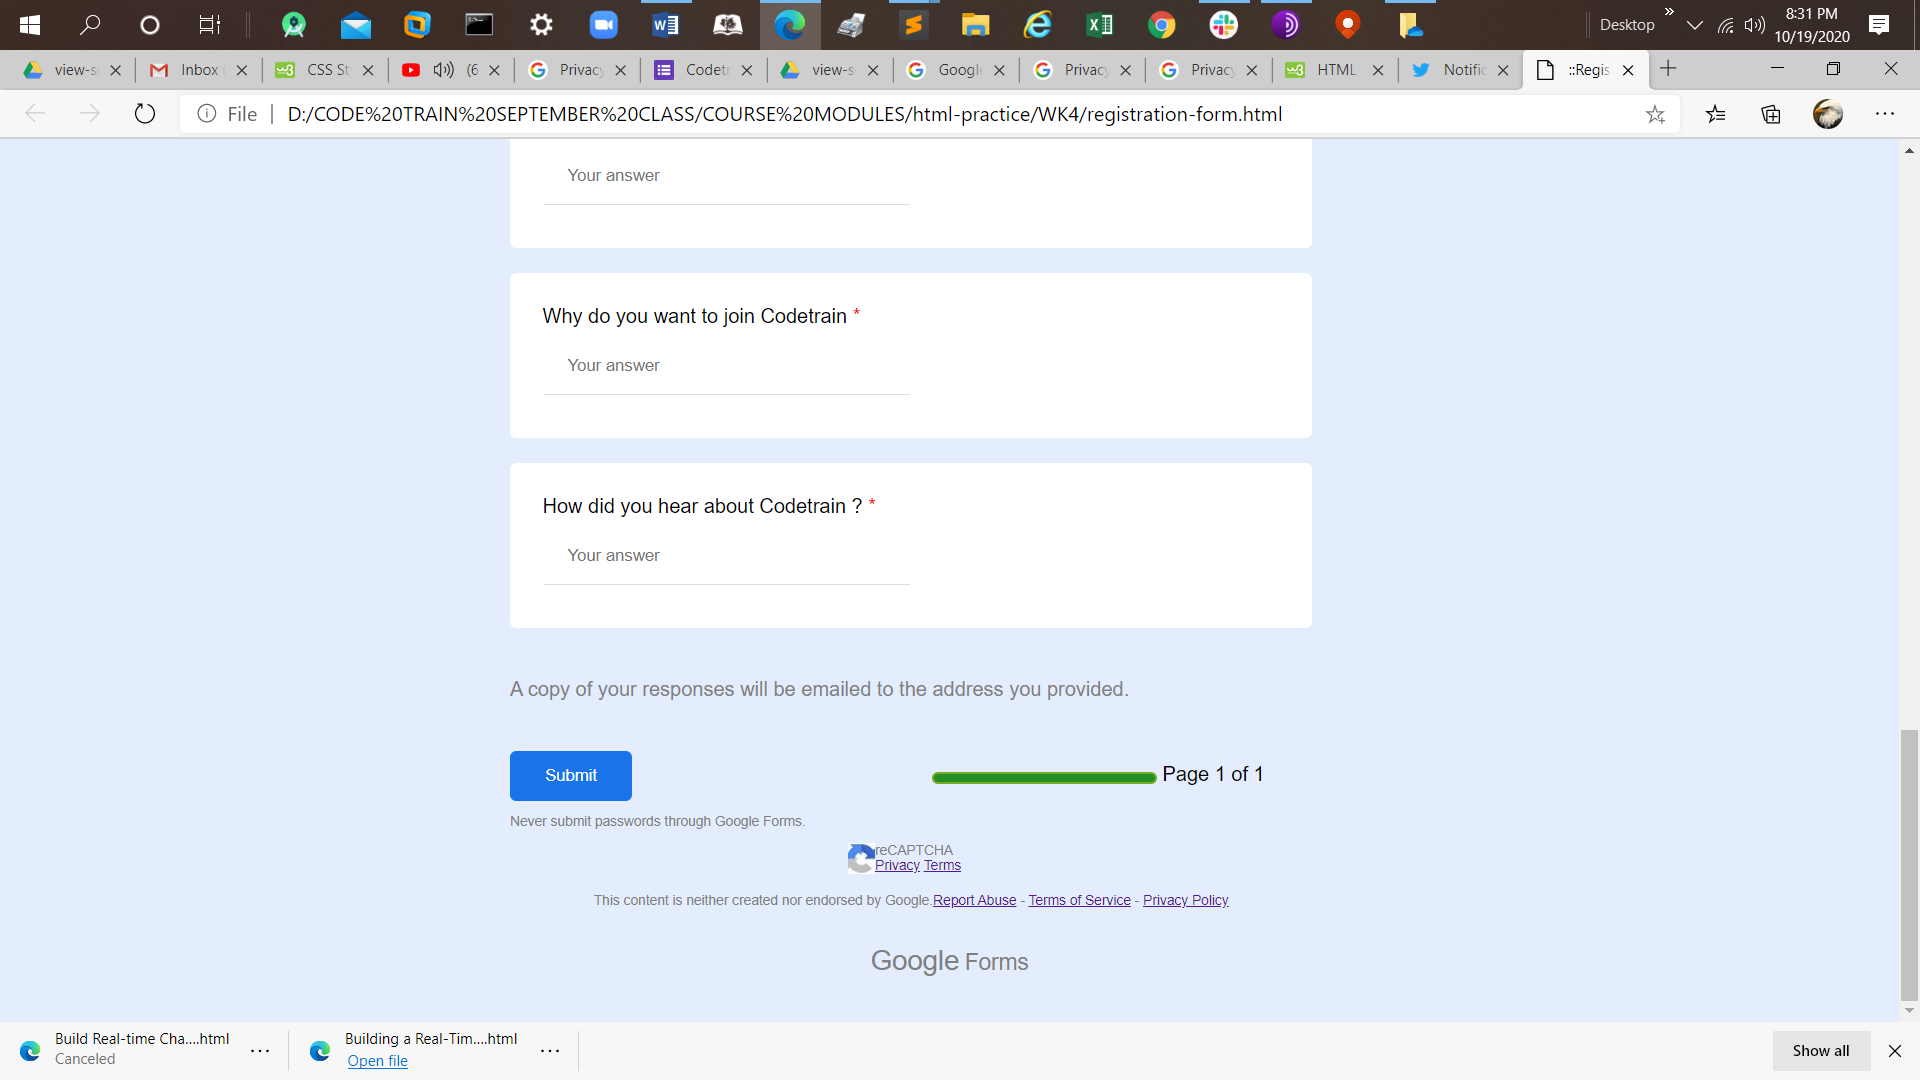 Desktop
»
8:31 PM
10/19/2020
view-s
Inbox
CSS St
(6
Privacy
Codetr
view-s
Google
Privacy
Privacy
HTML
Notific
::Regis
File
D:/CODE%20TRAIN%20SEPTEMBER%20CLASS/COURSE%20MODULES/html-practice/WK4/registration-form.html
Your answer
Why do you want to join Codetrain *
Your answer
How did you hear about Codetrain ? *
Your answer
A copy of your responses will be emailed to the address you provided.
Submit
Page 1 of 1
Never submit passwords through Google Forms.
reCAPTCHA
Privacy Terms
This content is neither created nor endorsed by Google.Report Abuse - Terms of Service - Privacy Policy
Google Forms
Build Real-time Cha....html
Canceled
Building a Real-Tim....html
Open file
Show all